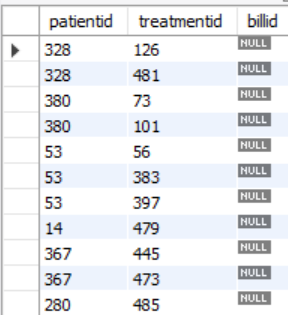 patientid treatmentid billid
328 126 NULL
328 481 NULL
380 73 NULL
380 101 NULL
53 56 NULL
53 383 NULL
53 397 NULL
14 479 NULL
367 445 NULL
367 473 NULL
280 485 NULL